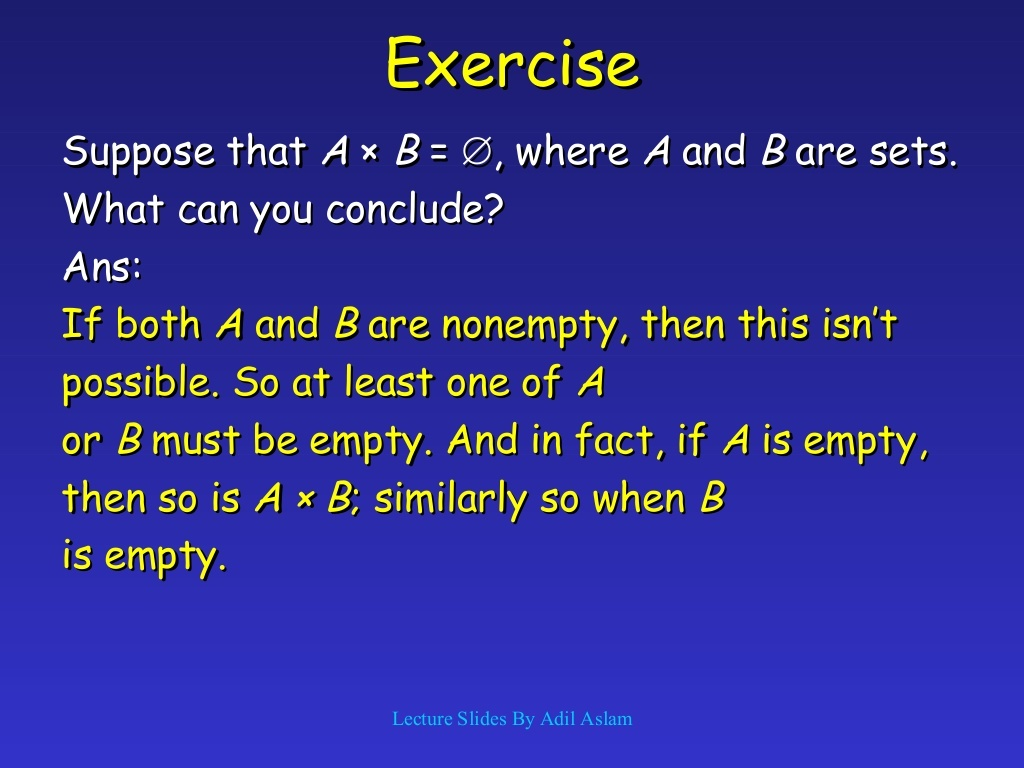 Exercise
Suppose that A × B = ∅, where A and B are sets.
What can you conclude?
Ans:
If both A and B are nonempty, then this isn’t
possible. So at least one of A
or B must be empty. And in fact, if A is empty,
then so is A × B; similarly so when B
is empty.
Lecture Slides By Adil Aslam